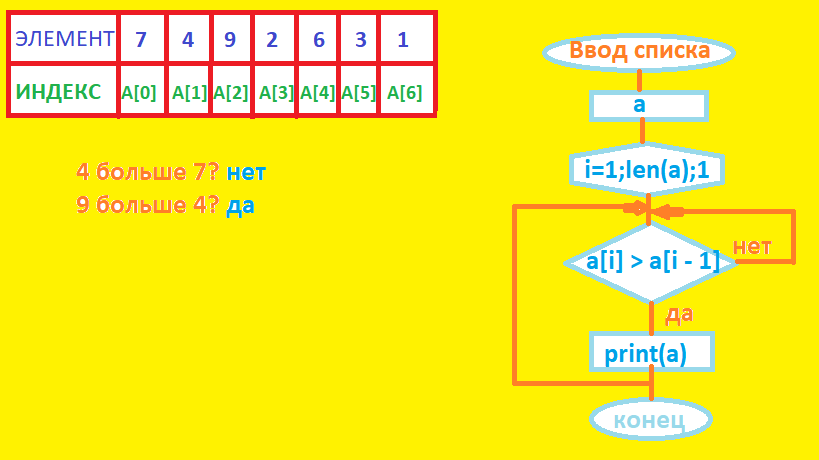 ЭЛЕМЕНТ 7 4 9 2 6 3 1
ИНДЕКС A[0] A[1] A[2] A[3] A[4] A[5] A[6]
4 больше 7? нет
9 больше 4? да
Ввод списка
a
i=1;len(a);1
a[i] > a[i - 1]
нет
да
print(a)
конец